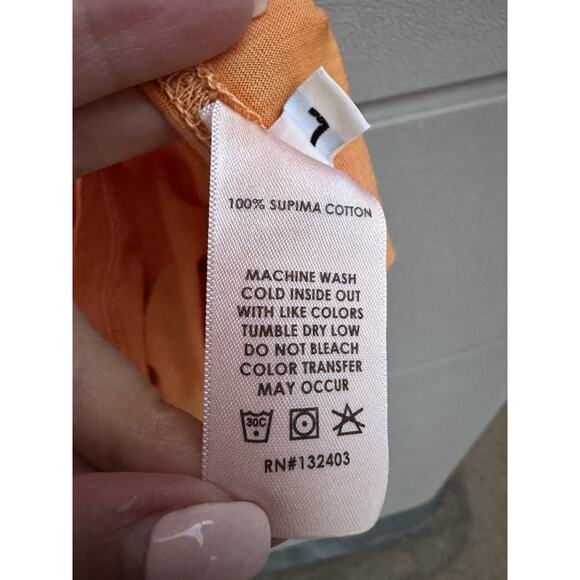 7
100% SUPIMA COTTON
MACHINE WASH
COLD INSIDE OUT
WITH LIKE COLORS
TUMBLE DRY LOW
DO NOT BLEACH
COLOR TRANSFER
MAY OCCUR
30C
RN#132403